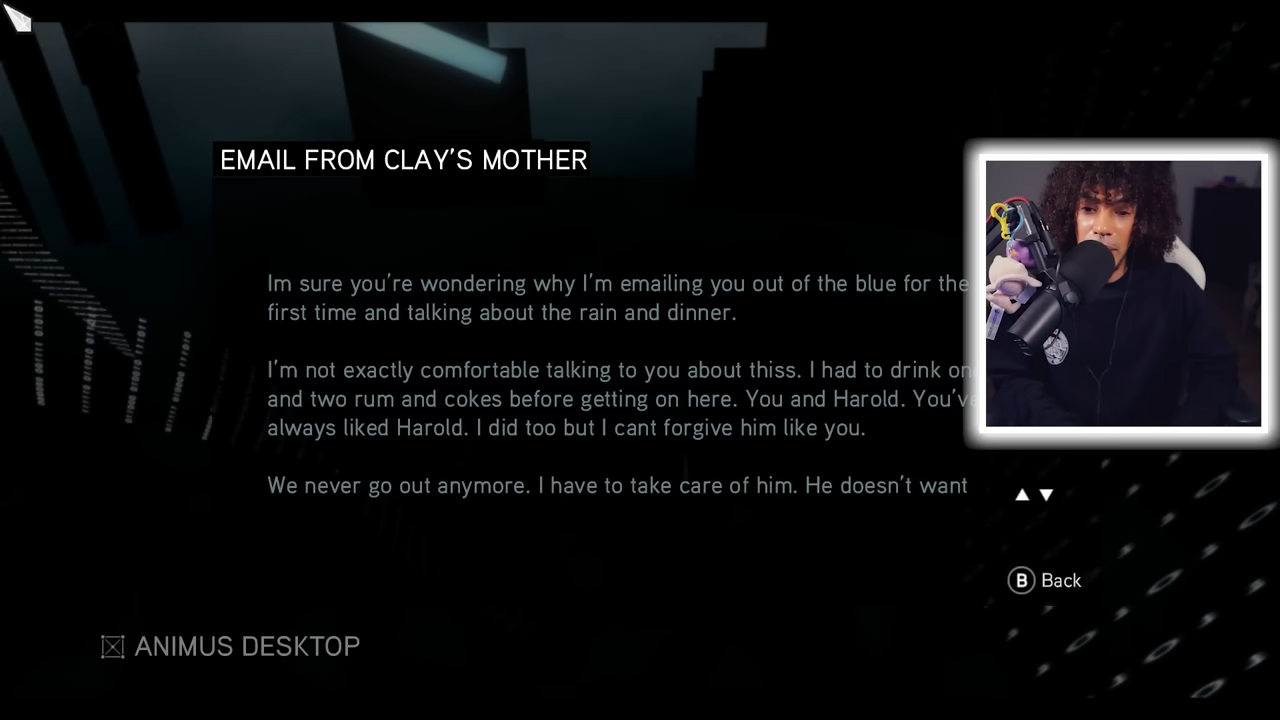 EMAIL FROM CLAY'S MOTHER
Im sure you're wondering why I'm emailing you out of the blue for the
first time and talking about the rain and dinner.
I'm not exactly comfortable talking to you about thiss. I had to drink
and two rum and cokes before getting on here. You and Harold. You've
always liked Harold. I did too but I cant forgive him like you.
We never go out anymore. I have to take care of him. He doesn't want
B Back
ANIMUS DESKTOP